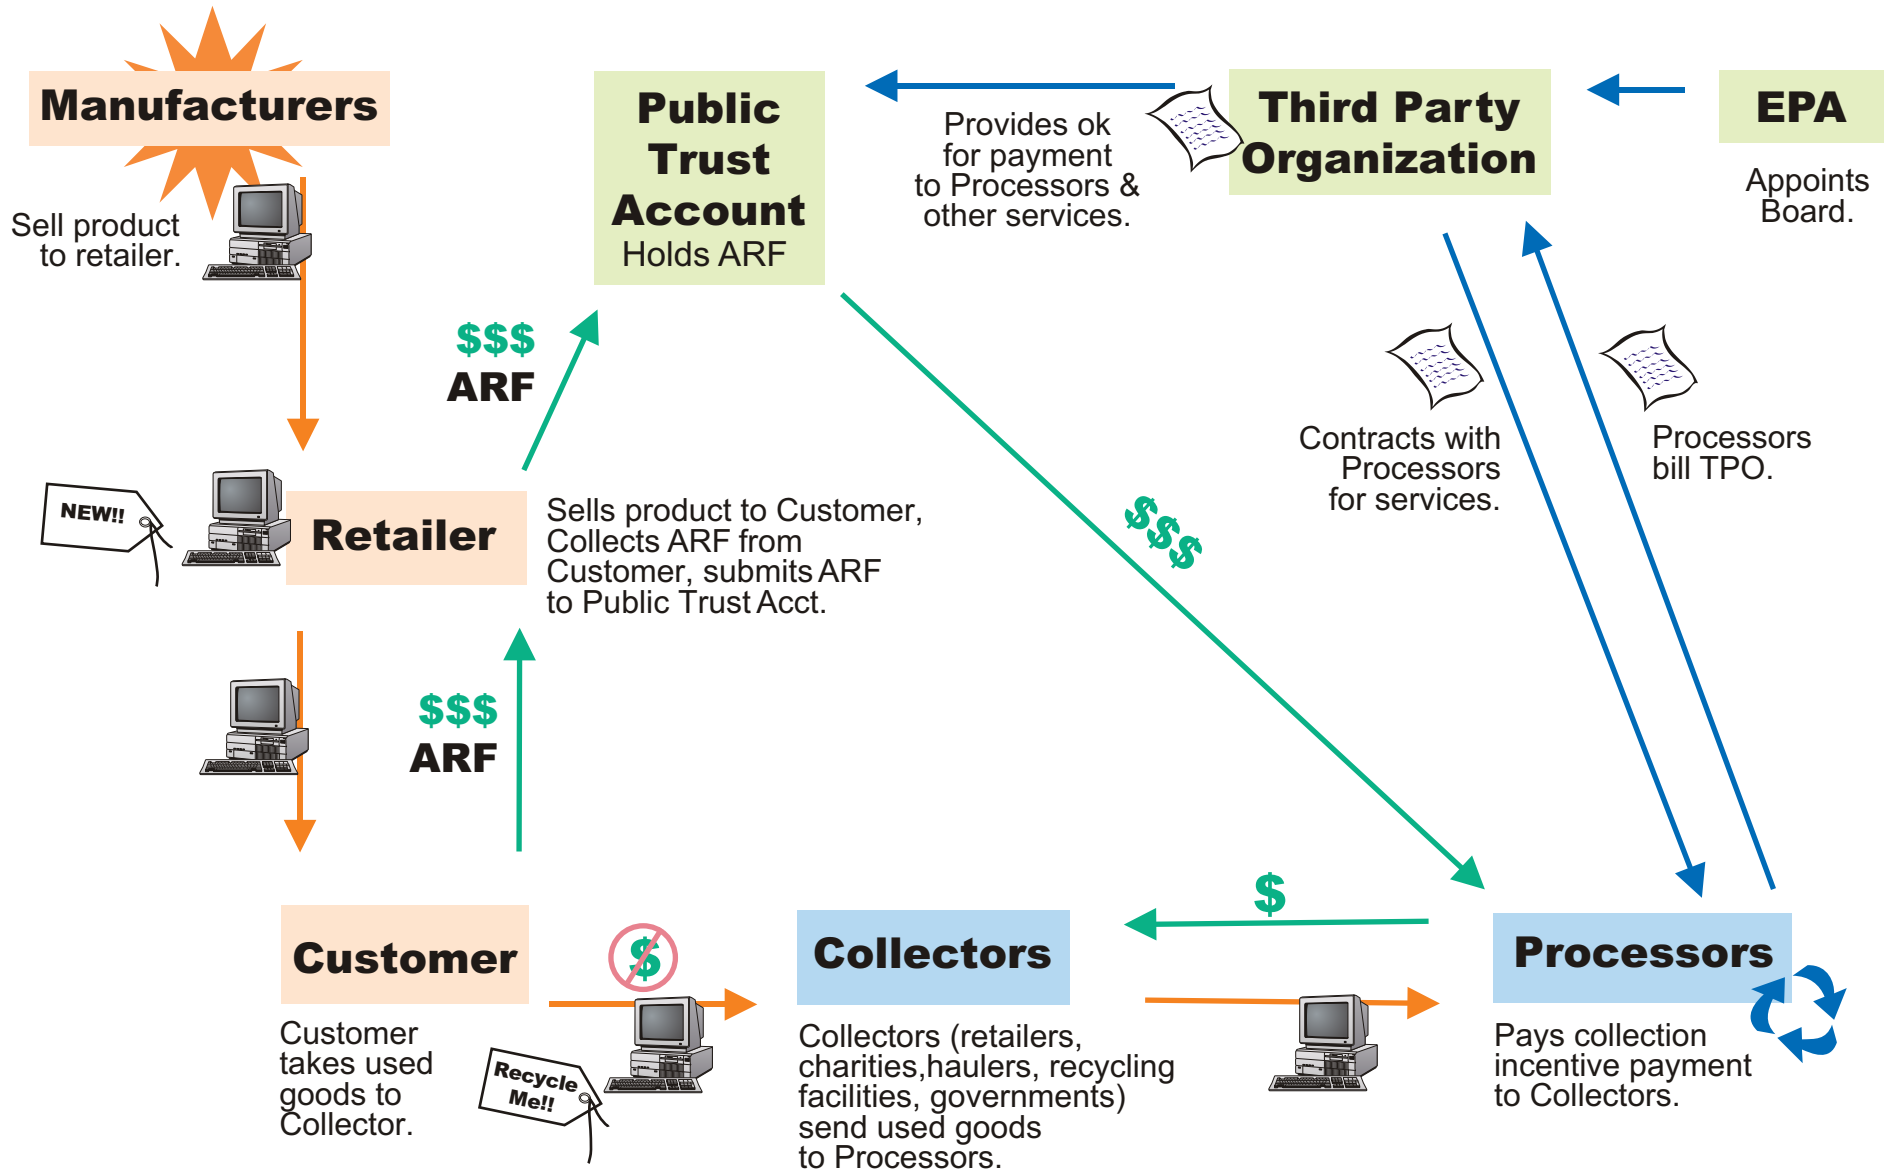 Manufacturers
Sell product
to retailer.
Public
Trust
Account
Holds ARF
Provides ok
for payment
to Processors &
other services.
Third Party
Organization
EPA
Appoints
Board.
$$$
ARF
Contracts with
Processors
for services.
Processors
bill TPO.
NEW!!
Retailer
Sells product to Customer,
Collects ARF from
Customer, submits ARF
to Public Trust Acct.
$$$
$$$
ARF
Customer
Customer
takes used
goods to
Collector.
$
Recycle
Me!!
Collectors
Collectors (retailers,
charities,haulers, recycling
facilities, governments)
send used goods
to Processors.
$
Processors
Pays collection
incentive payment
to Collectors.